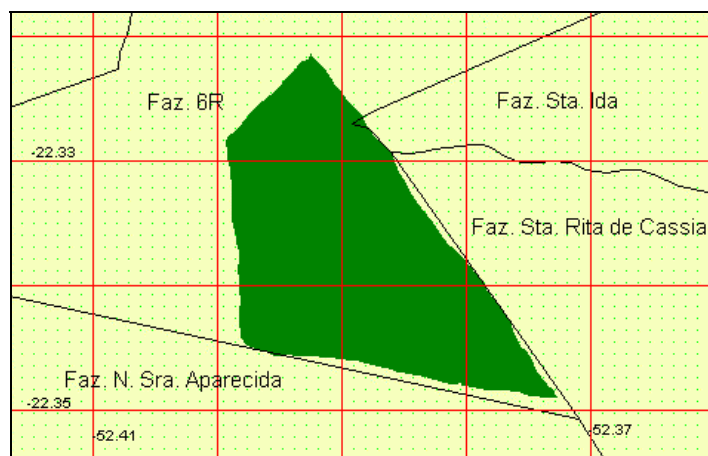 Faz. 6R
Faz. Sta. Ida
-22.33
Faz. Sta. Rita de Cassia
Faz. N. Sra. Aparecida
-22.35
-52.41
-52.37